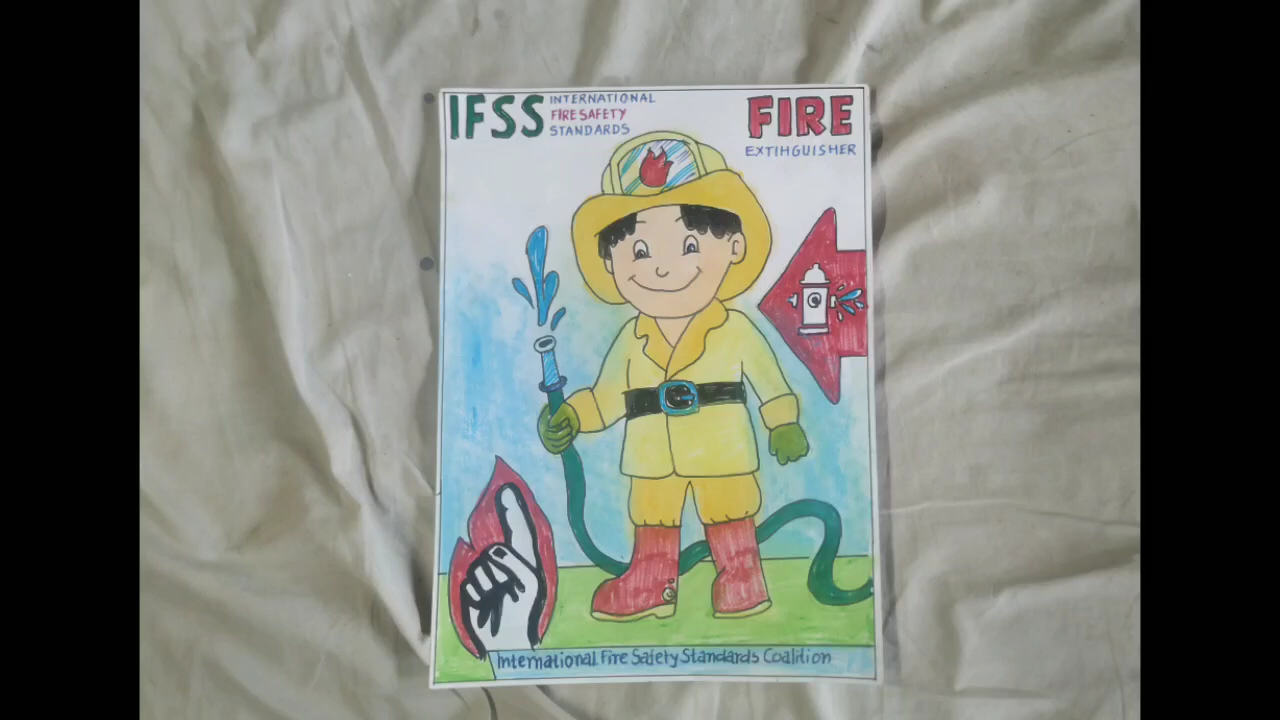 IFSS
INTERNATIONAL
FIRE SAFETY
STANDARDS
FIRE
EXTIHGUISHER
International Fire Safety Standards Coalition